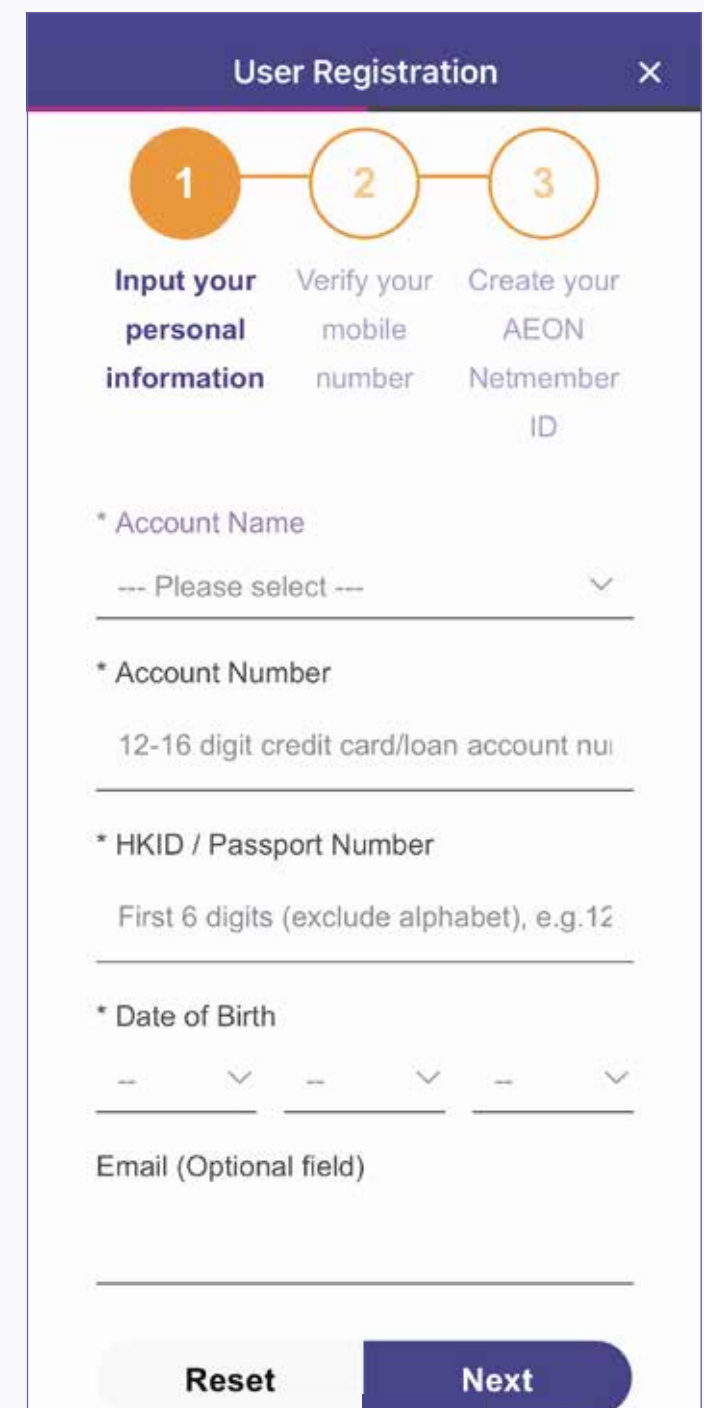 User Registration ×
1 2 3
Input your personal information
Verify your mobile number
Create your AEON Netmember ID
* Account Name
--- Please select ---
* Account Number
12-16 digit credit card/loan account nu
* HKID / Passport Number
First 6 digits (exclude alphabet), e.g.12
* Date of Birth
-- -- --
Email (Optional field)
Reset Next